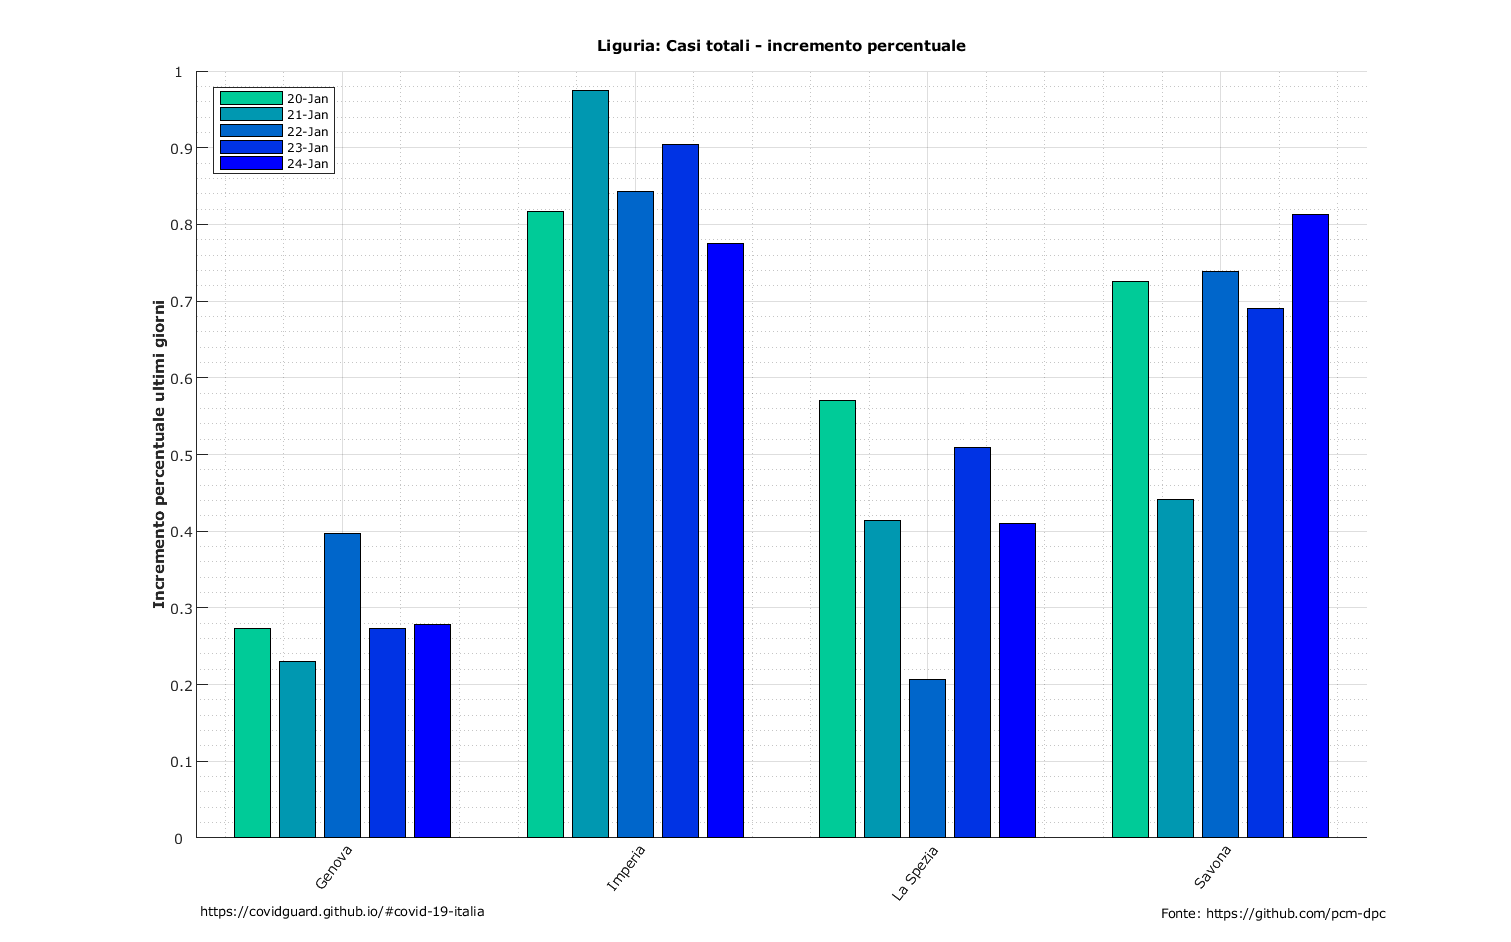 Liguria: Casi totali - incremento percentuale
20-Jan
21-Jan
22-Jan
23-Jan
24-Jan
Incremento percentuale ultimi giorni
1
0.9
0.8
0.7
0.6
0.5
0.4
0.3
0.2
0.1
0
Genova
Imperia
La Spezia
Savona
https://covidguard.github.io/#covid-19-italia
Fonte: https://github.com/pcm-dpc